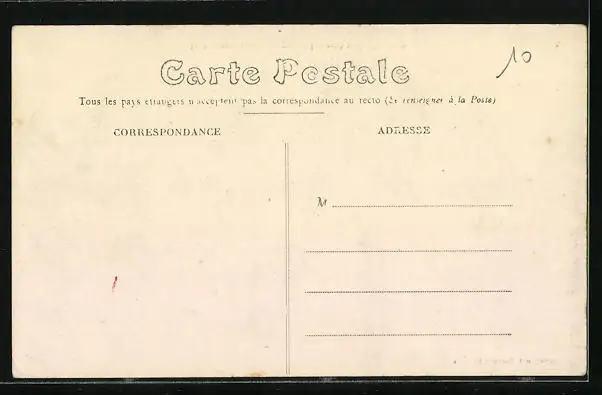 10
Carte Postale
Tous les pays étrangers n'acceptent pas la correspondance au recto (Se renseigner à la Poste)
CORRESPONDANCE ADRESSE
M